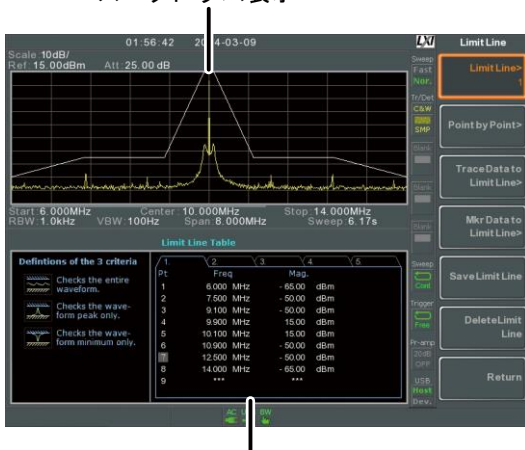 01:56:42
LXI
Limit Line
Scale:10dB/
Ref:15.00dBm Att:25.00 dB
Sweep
Fast
Nor.
Tr/Det
C&W
SMP
Blank
Blank
Blank
Limit Line>
1
Point by Point>
Trace Data to
Limit Line>
Mkr Data to
Limit Line>
Save Limit Line
Delete Limit
Line
Return
Start:6.000MHz Center:10.000MHz Stop:14.000MHz
RBW:1.0kHz VBW:100Hz Span:8.000MHz Sweep:6.17s
Limit Line Table
Defintions of the 3 criteria
Checks the entire
waveform.
Checks the wave-
form peak only.
Checks the wave-
form minimum only.
1. 2. 3. 4. 5.
Pt Freq Mag.
1 6.000 MHz - 65.00 dBm
2 7.500 MHz - 50.00 dBm
3 9.100 MHz - 50.00 dBm
4 9.900 MHz 15.00 dBm
5 10.100 MHz 15.00 dBm
6 10.900 MHz - 50.00 dBm
7 12.500 MHz - 50.00 dBm
8 14.000 MHz - 65.00 dBm
9 *** ***
Sweep
Cont
Trigger
Free
Pr-amp
20dB
OFF
USB
Host
Dev.
AC BW